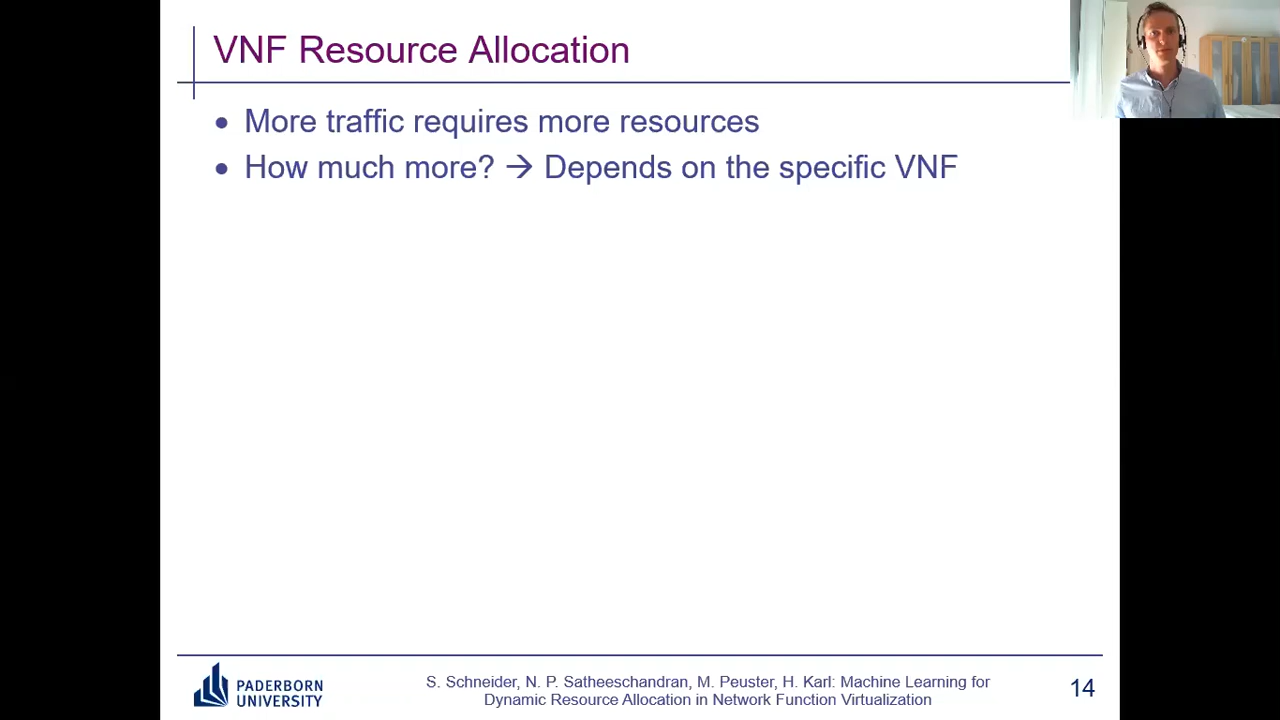 VNF Resource Allocation
• More traffic requires more resources
• How much more? → Depends on the specific VNF
PADERBORN
UNIVERSITY
S. Schneider, N. P. Satheeschandran, M. Peuster, H. Karl: Machine Learning for
Dynamic Resource Allocation in Network Function Virtualization
14